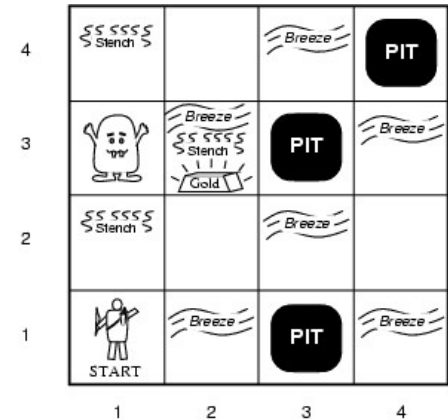 4
Stench
Breeze
PIT
3
Breeze
Stench
Gold
PIT
Breeze
2
Stench
Breeze
1
START
Breeze
PIT
Breeze
1 2 3 4